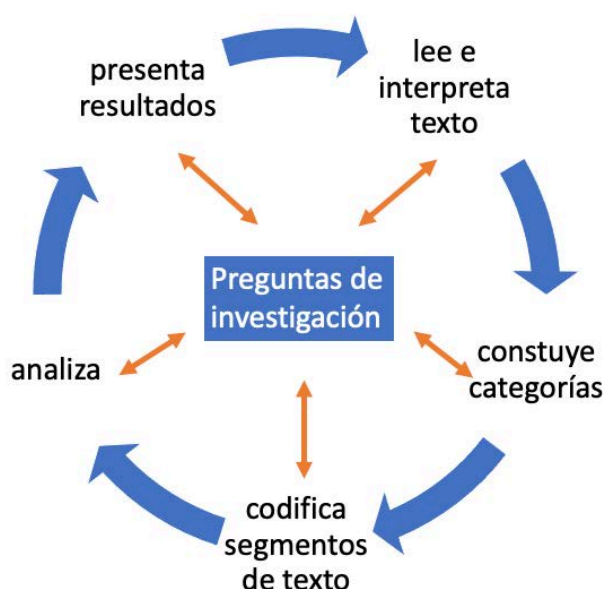 presenta
resultados
lee e
interpreta
texto
Preguntas de
investigación
constuye
categorías
codifica
segmentos
de texto
analiza